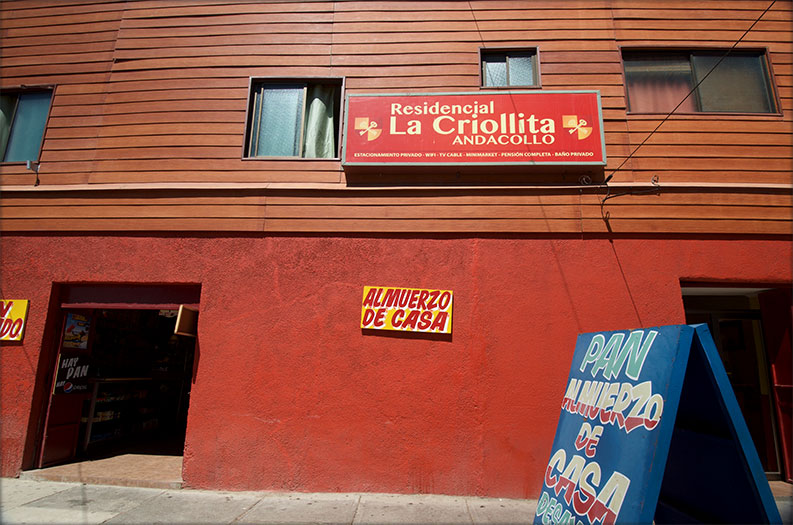 Residencial
La Criollita
ANDACOLLO
ESTACIONAMIENTO PRIVADO - WIFI - TV CABLE - MINIMARKET - PENSIÓN COMPLETA - BAÑO PRIVADO
ALMUERZO
DE CASA
HAY
PAN
PAN
ALMUERZO
DE
CASA